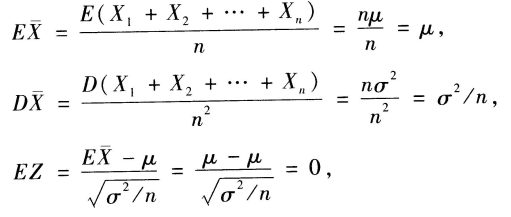 EX̄ = E(X₁ + X₂ + ⋯ + Xₙ)/n = nμ/n = μ,
DX̄ = D(X₁ + X₂ + ⋯ + Xₙ)/n² = nσ²/n² = σ²/n,
EZ = (EX̄ − μ)/√(σ²/n) = (μ − μ)/√(σ²/n) = 0,